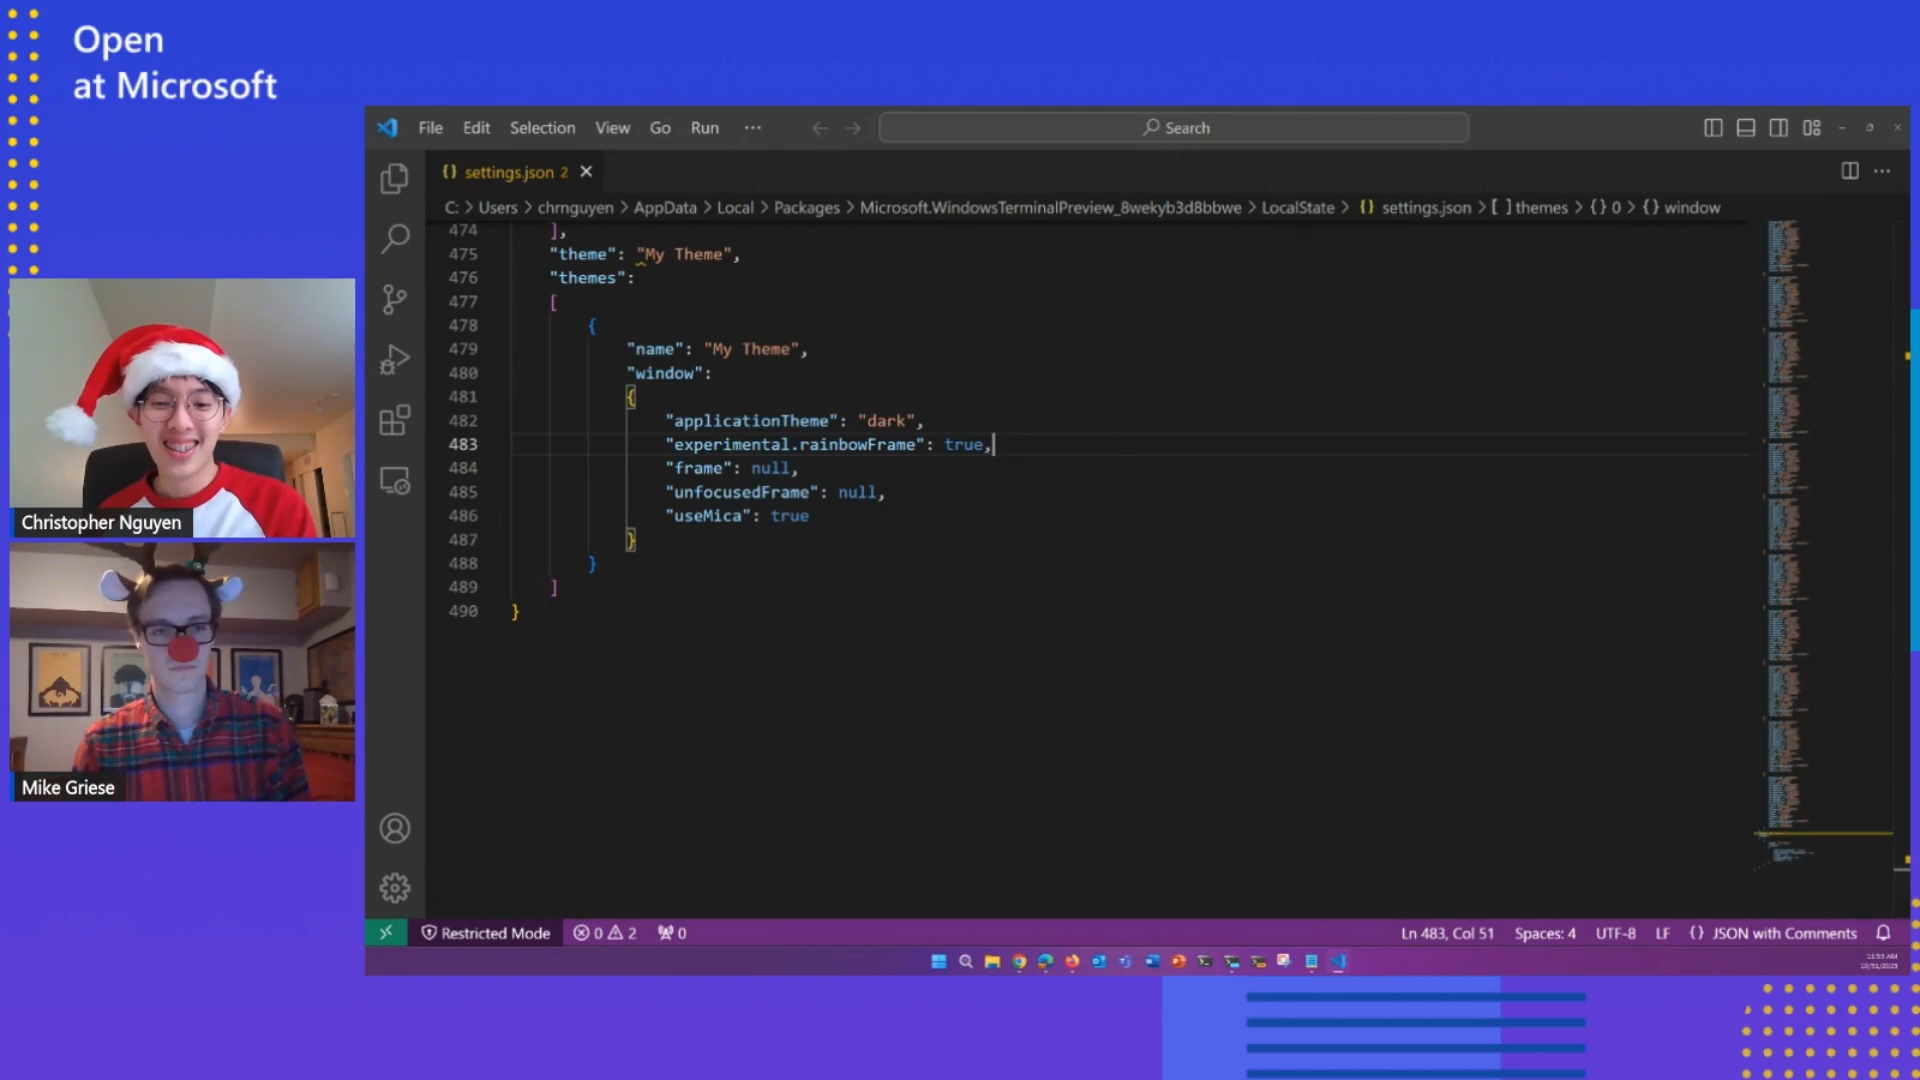 Open
at Microsoft
File Edit Selection View Go Run ··· Search
{} settings.json 2
C: > Users > chrnguyen > AppData > Local > Packages > Microsoft.WindowsTerminalPreview_8wekyb3d8bbwe > LocalState > {} settings.json > [ ] themes > {} 0 > {} window
474 ],
475 "theme": "My Theme",
476 "themes":
477 [
478 {
479 "name": "My Theme",
480 "window":
481 {
482 "applicationTheme": "dark",
483 "experimental.rainbowFrame": true,
484 "frame": null,
485 "unfocusedFrame": null,
486 "useMica": true
487 }
488 }
489 ]
490 }
Christopher Nguyen
Mike Griese
Restricted Mode 0 2 0 Ln 483, Col 51 Spaces: 4 UTF-8 LF {} JSON with Comments